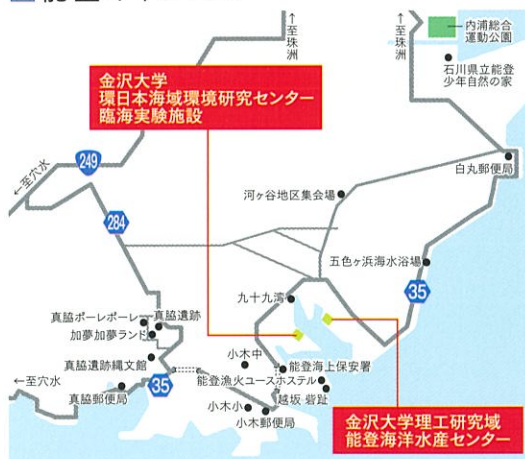 ↑至珠洲
↑至珠洲
内浦総合
運動公園
石川県立能登
少年自然の家
金沢大学
環日本海域環境研究センター
臨海実験施設
249
←至穴水
白丸郵便局
河ヶ谷地区集会場
284
五色ヶ浜海水浴場
35
九十九湾
真脇ポーレポーレ
真脇遺跡
加夢加夢ランド
真脇遺跡縄文館
小木中
能登海上保安署
能登漁火ユースホステル
←至穴水
35
真脇郵便局
越坂 砦趾
小木小
小木郵便局
金沢大学理工研究域
能登海洋水産センター